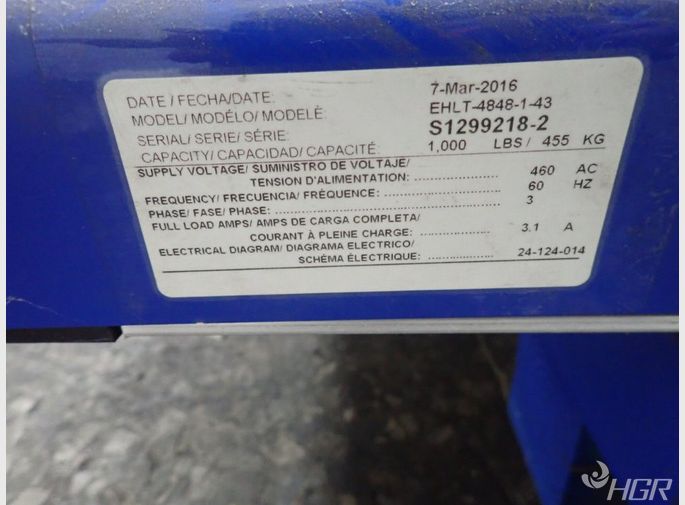 DATE / FECHA/DATE: 7-Mar-2016
MODEL/ MODÉLO/ MODELÉ: EHLT-4848-1-43
SERIAL/ SERIE/ SÉRIE: S1299218-2
CAPACITY/ CAPACIDAD/ CAPACITÉ: 1,000 LBS / 455 KG
SUPPLY VOLTAGE/ SUMINISTRO DE VOLTAJE/
TENSION D'ALIMENTATION: .................... 460 AC
FREQUENCY/ FRECUENCIA/ FRÉQUENCE: .................... 60 HZ
PHASE/ FASE/ PHASE: .................... 3
FULL LOAD AMPS/ AMPS DE CARGA COMPLETA/
COURANT À PLEINE CHARGE: .................... 3.1 A
ELECTRICAL DIAGRAM/ DIAGRAMA ELECTRICO/
SCHÉMA ÉLECTRIQUE: .................... 24-124-014
HGR